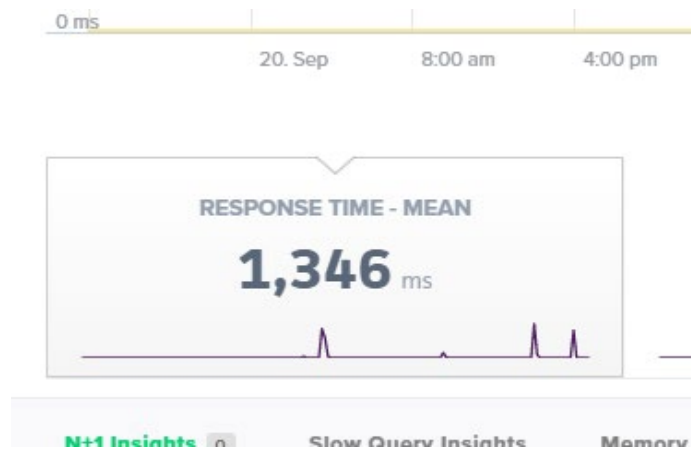 0 ms
20. Sep 8:00 am 4:00 pm
RESPONSE TIME - MEAN
1,346 ms
N+1 Insights 0 Slow Query Insights Memory